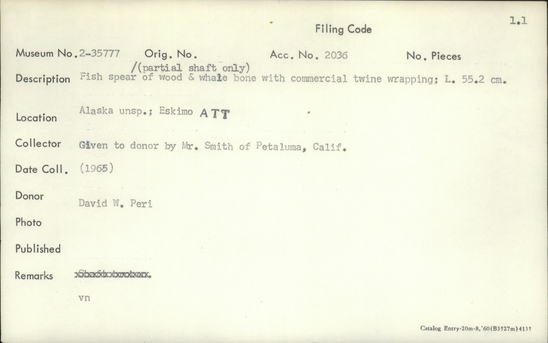 1.1
Filing Code
Museum No. 2-35777 Orig. No. Acc. No. 2036 No. Pieces
/(partial shaft only)
Description Fish spear of wood & whale bone with commercial twine wrapping; L. 55.2 cm.
Location Alaska unsp.; Eskimo ATT
Collector Given to donor by Mr. Smith of Petaluma, Calif.
Date Coll. (1965)
Donor David W. Peri
Photo
Published
Remarks
vn
Catalog Entry-20m-8,'60(B3727m)4131